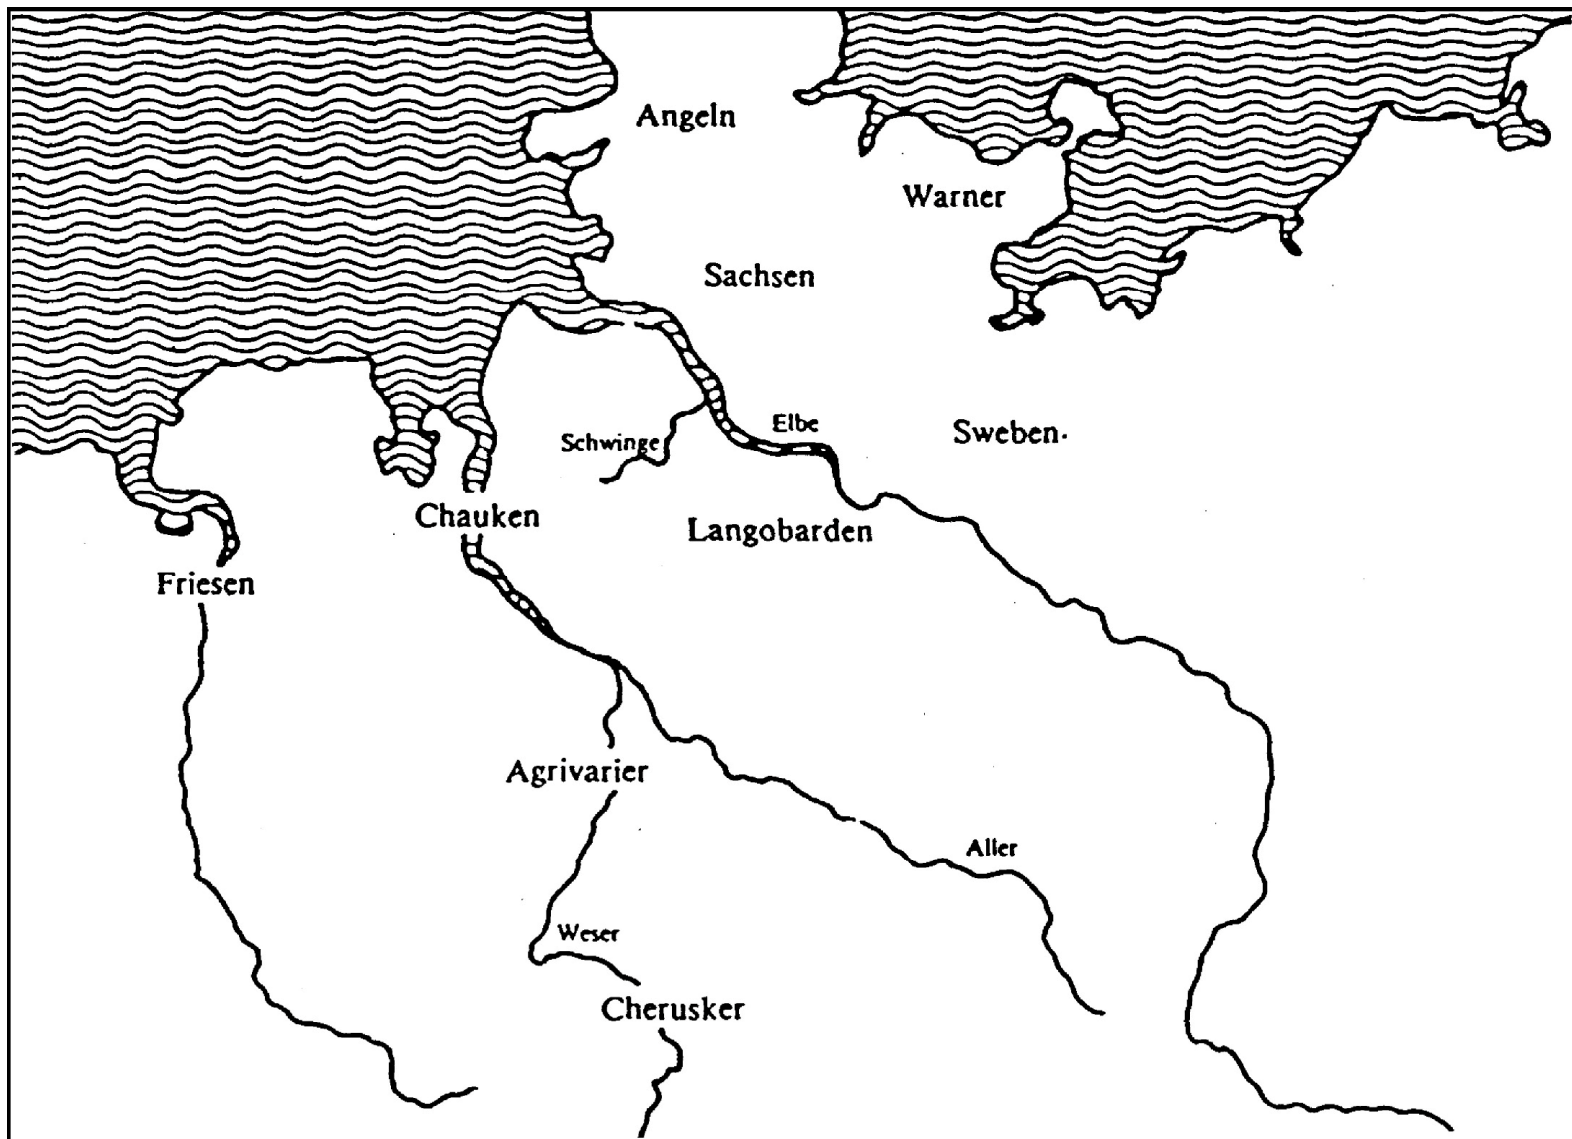 Angeln
Warner
Sachsen
Elbe
Schwinge
Sweben
Chauken
Langobarden
Friesen
Agrivarier
Aller
Weser
Cherusker